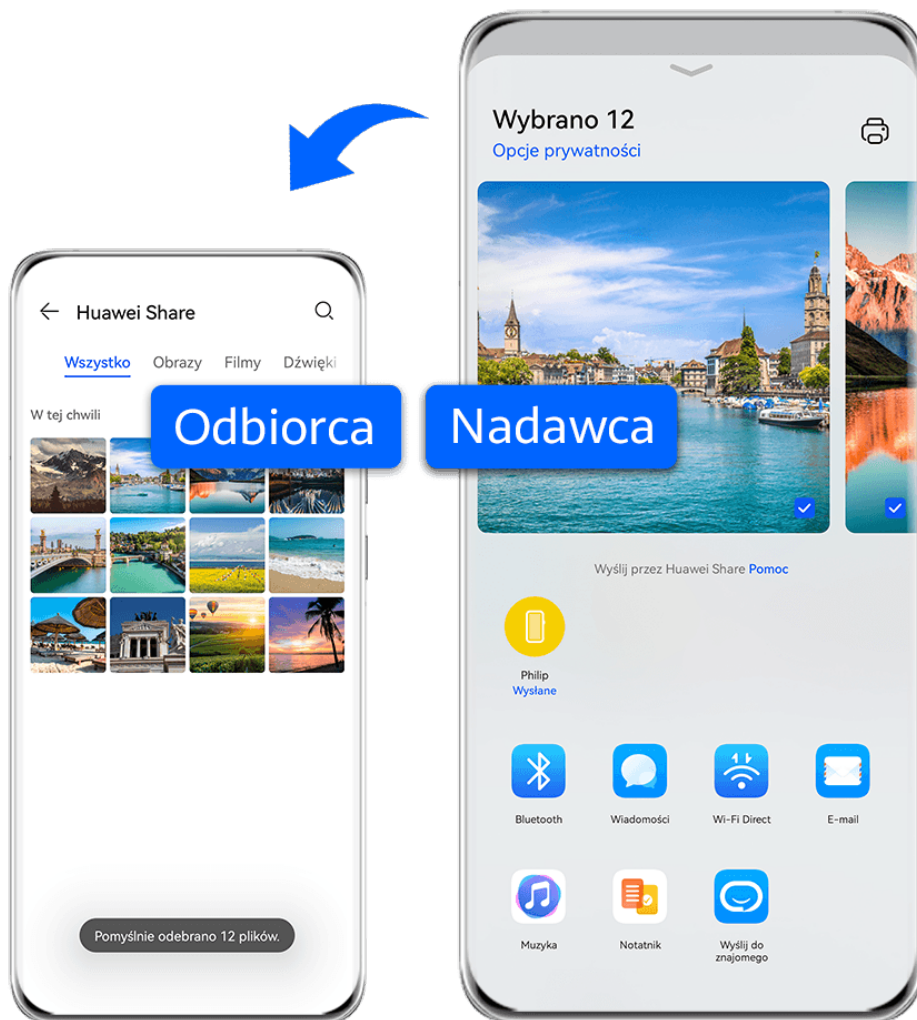 Wybrano 12
Opcje prywatności
Huawei Share
Wszystko Obrazy Filmy Dźwięki
W tej chwili
Odbiorca
Nadawca
Pomyślnie odebrano 12 plików.
Wyślij przez Huawei Share Pomoc
Philip
Wysłane
Bluetooth Wiadomości Wi-Fi Direct E-mail
Muzyka Notatnik Wyślij do
znajomego